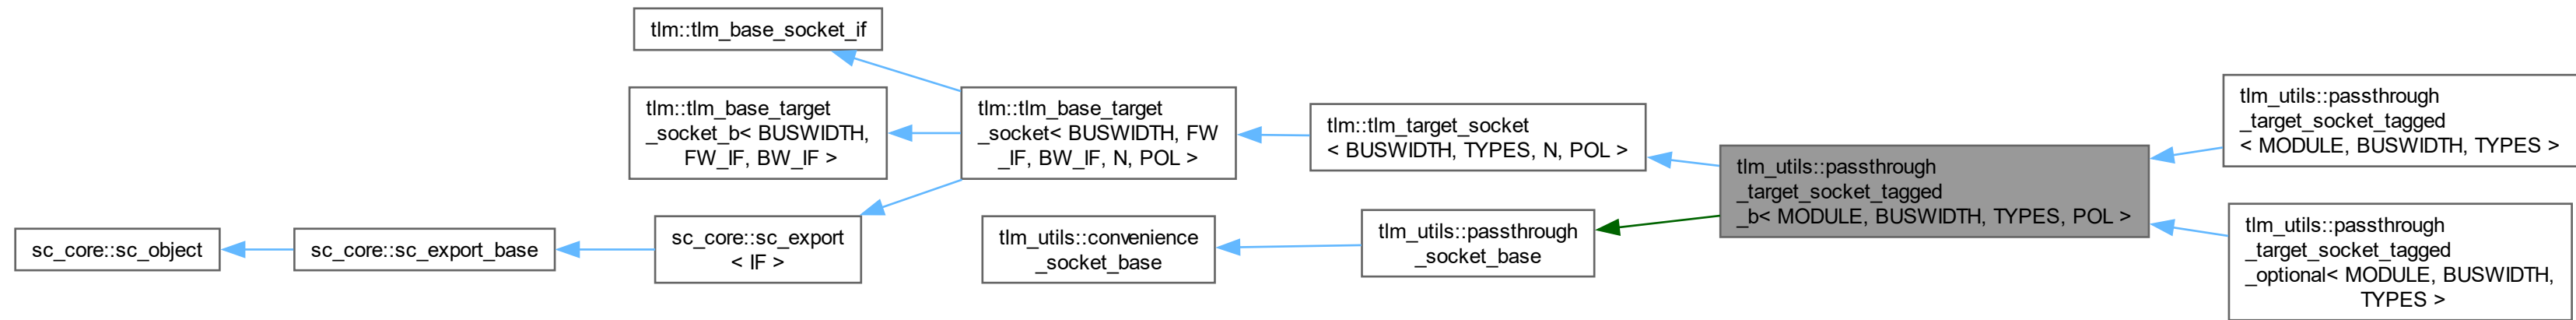 tlm::tlm_base_socket_if
tlm::tlm_base_target
_socket_b< BUSWIDTH,
FW_IF, BW_IF >
tlm::tlm_base_target
_socket< BUSWIDTH, FW
_IF, BW_IF, N, POL >
tlm::tlm_target_socket
< BUSWIDTH, TYPES, N, POL >
sc_core::sc_object
sc_core::sc_export_base
sc_core::sc_export
< IF >
tlm_utils::convenience
_socket_base
tlm_utils::passthrough
_socket_base
tlm_utils::passthrough
_target_socket_tagged
_b< MODULE, BUSWIDTH, TYPES, POL >
tlm_utils::passthrough
_target_socket_tagged
< MODULE, BUSWIDTH, TYPES >
tlm_utils::passthrough
_target_socket_tagged
_optional< MODULE, BUSWIDTH,
TYPES >